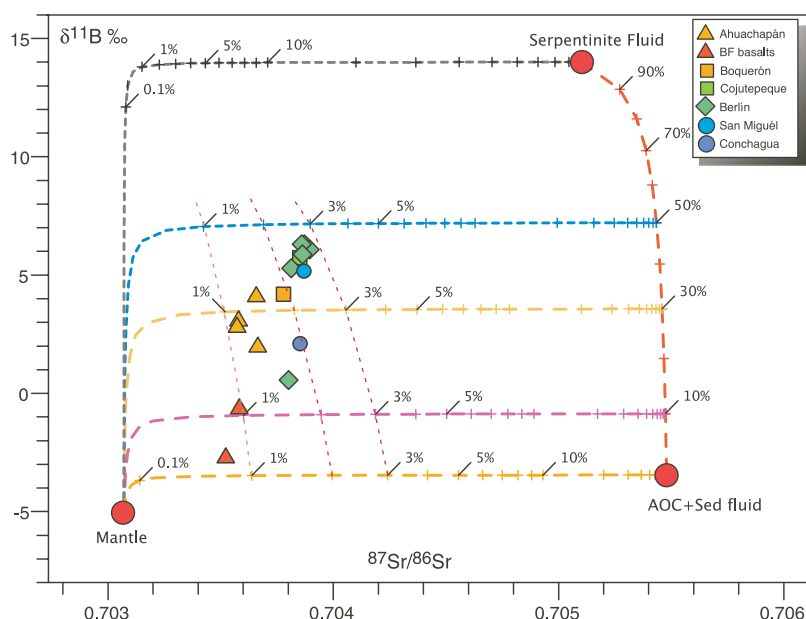 δ¹¹B ‰
15
10
5
0
-5
0.703
0.704
0.705
0.706
⁸⁷Sr/⁸⁶Sr
Serpentinite Fluid
AOC+Sed fluid
Mantle
Ahuachapán
BF basalts
Boquerón
Cojutepeque
Berlín
San Miguél
Conchagua
1%
5%
10%
0.1%
90%
70%
50%
30%
10%
1%
3%
5%
1%
3%
5%
1%
3%
5%
0.1%
1%
3%
5%
10%